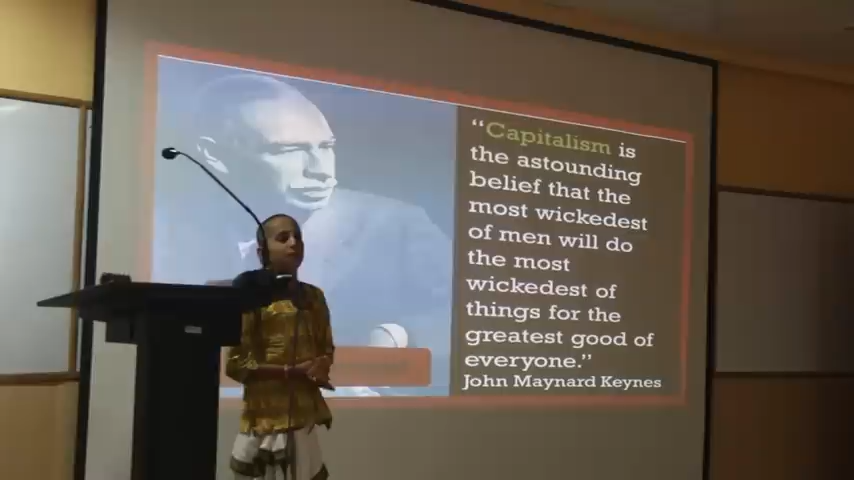 “Capitalism is
the astounding
belief that the
most wickedest
of men will do
the most
wickedest of
things for the
greatest good of
everyone.”
John Maynard Keynes